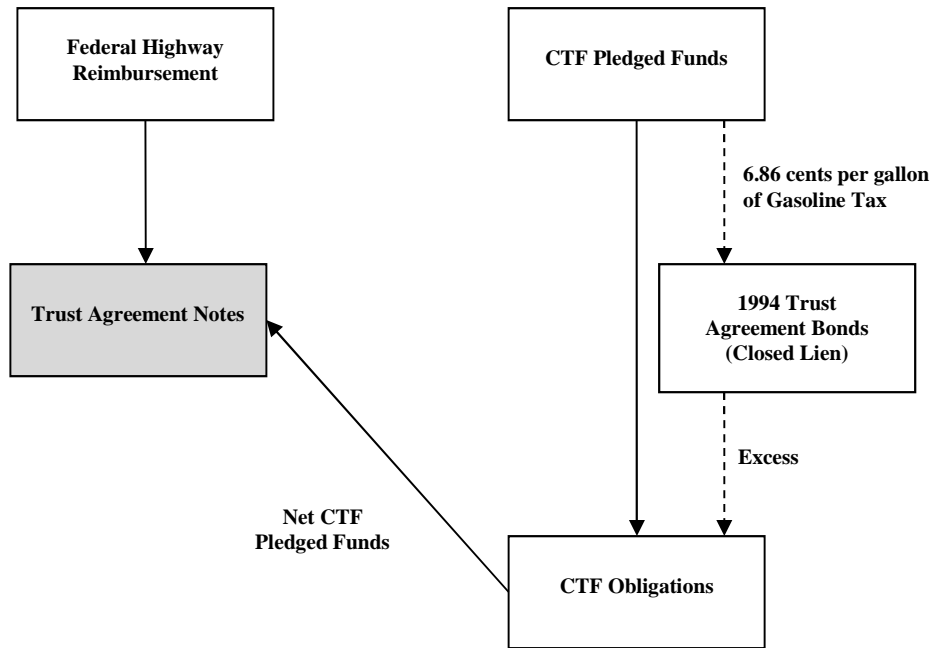 Federal Highway
Reimbursement
CTF Pledged Funds
6.86 cents per gallon
of Gasoline Tax
Trust Agreement Notes
1994 Trust
Agreement Bonds
(Closed Lien)
Excess
Net CTF
Pledged Funds
CTF Obligations